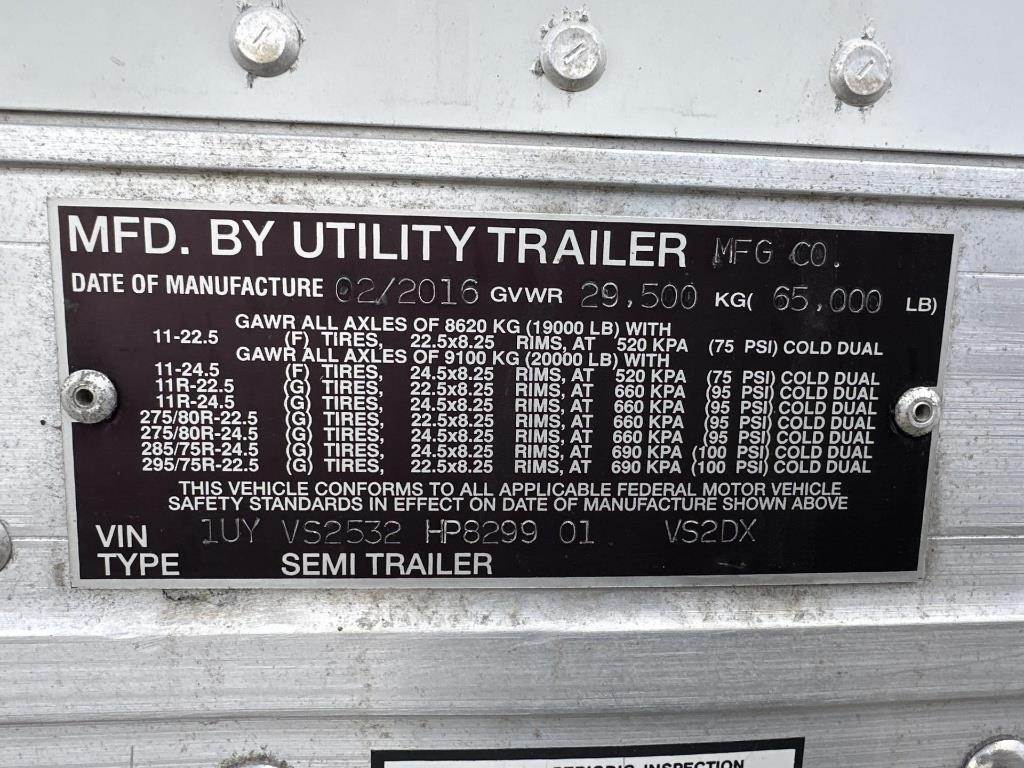 MFD. BY UTILITY TRAILER MFG CO.
DATE OF MANUFACTURE 02/2016 GVWR 29,500 KG( 65,000 LB)
GAWR ALL AXLES OF 8620 KG (19000 LB) WITH
11-22.5 (F) TIRES, 22.5x8.25 RIMS, AT 520 KPA (75 PSI) COLD DUAL
GAWR ALL AXLES OF 9100 KG (20000 LB) WITH
11-24.5 (F) TIRES, 24.5x8.25 RIMS, AT 520 KPA (75 PSI) COLD DUAL
11R-22.5 (G) TIRES, 22.5x8.25 RIMS, AT 660 KPA (95 PSI) COLD DUAL
11R-24.5 (G) TIRES, 24.5x8.25 RIMS, AT 660 KPA (95 PSI) COLD DUAL
275/80R-22.5 (G) TIRES, 22.5x8.25 RIMS, AT 660 KPA (95 PSI) COLD DUAL
275/80R-24.5 (G) TIRES, 24.5x8.25 RIMS, AT 660 KPA (95 PSI) COLD DUAL
285/75R-24.5 (G) TIRES, 24.5x8.25 RIMS, AT 690 KPA (100 PSI) COLD DUAL
295/75R-22.5 (G) TIRES, 22.5x8.25 RIMS, AT 690 KPA (100 PSI) COLD DUAL
THIS VEHICLE CONFORMS TO ALL APPLICABLE FEDERAL MOTOR VEHICLE
SAFETY STANDARDS IN EFFECT ON DATE OF MANUFACTURE SHOWN ABOVE
VIN 1UY VS2532 HP8299 01 VS2DX
TYPE SEMI TRAILER
PERIODIC INSPECTION